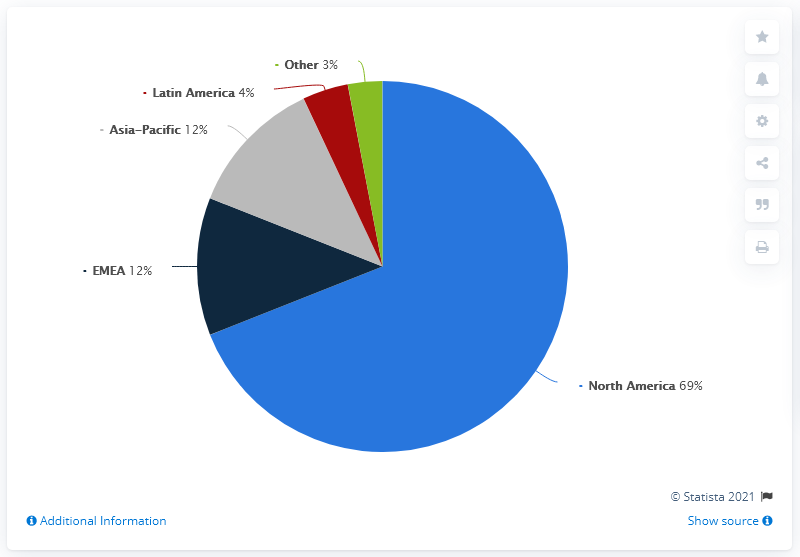 Other 3%
Latin America 4%
Asia-Pacific 12%
EMEA 12%
North America 69%
© Statista 2021
Additional Information
Show source